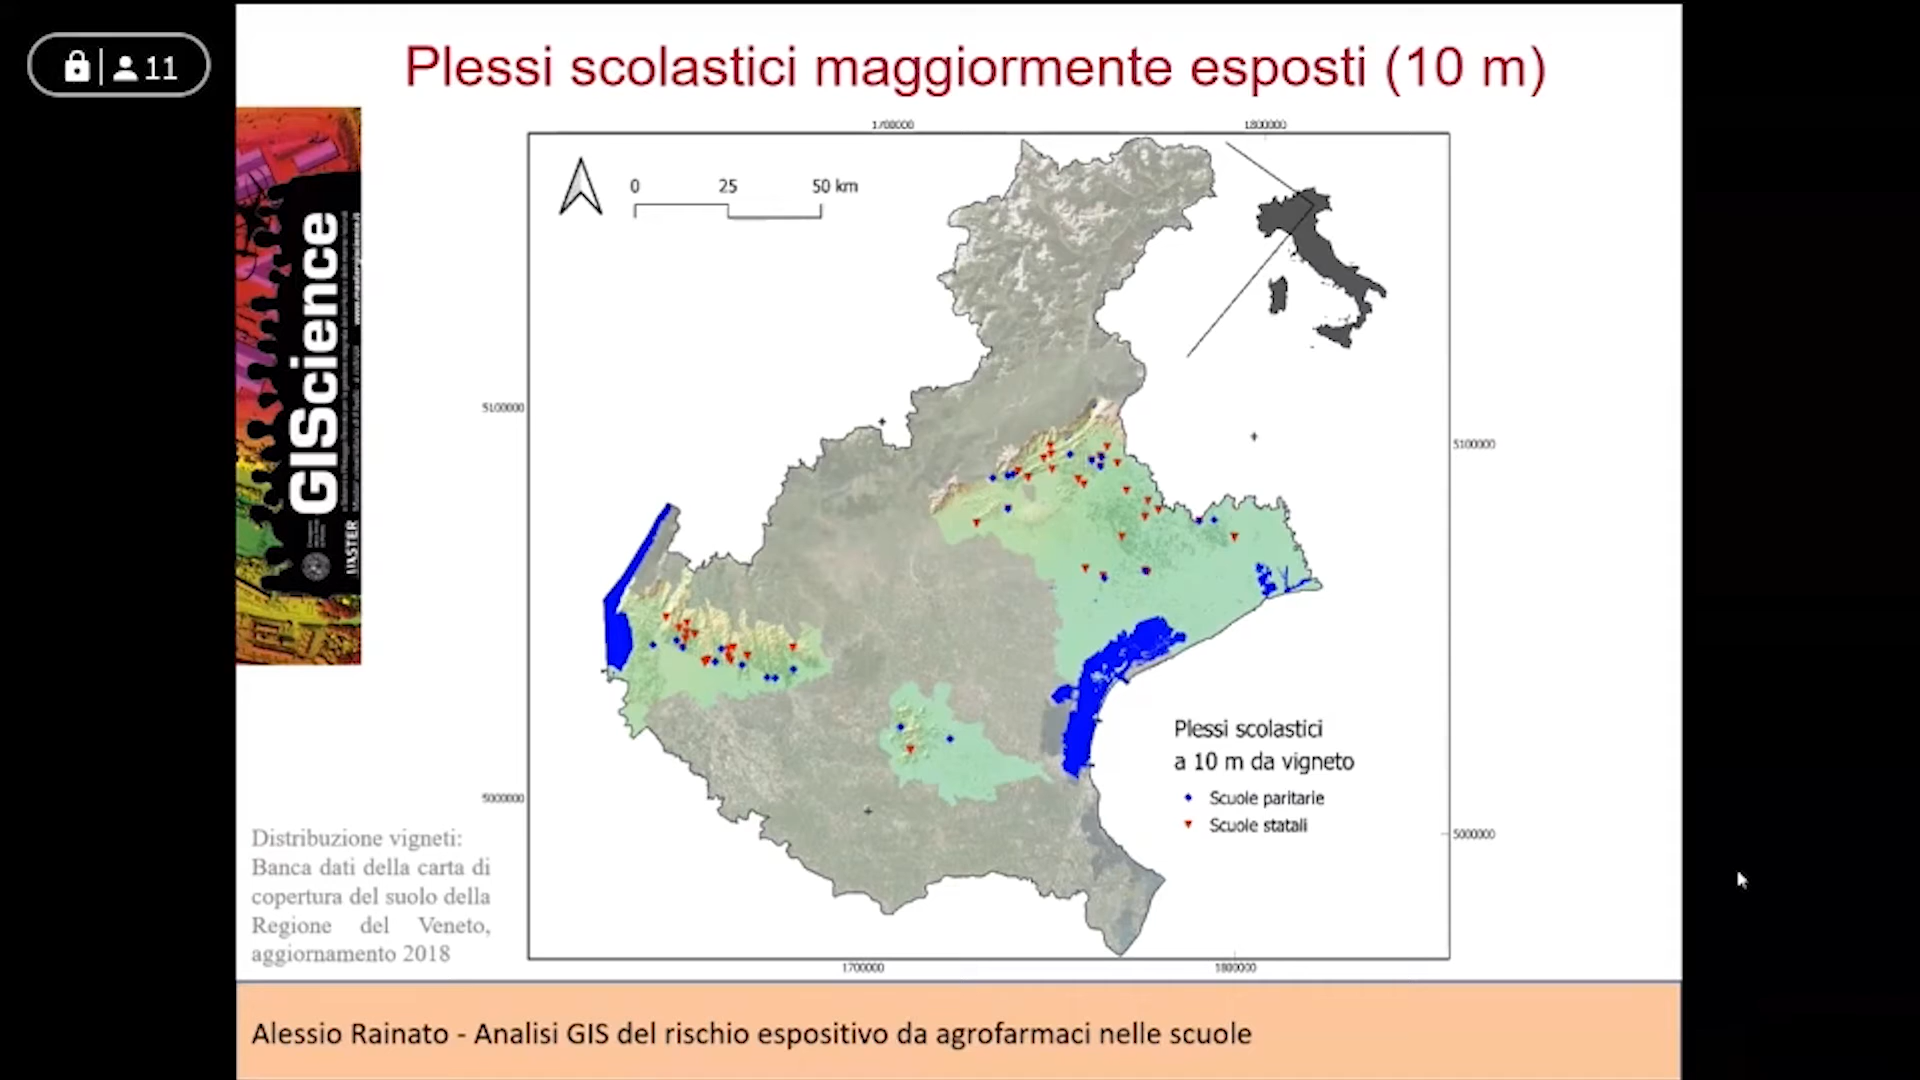 11
Plessi scolastici maggiormente esposti (10 m)
GIScience
MASTER
1700000
1800000
0 25 50 km
5100000
5100000
Plessi scolastici
a 10 m da vigneto
Scuole paritarie
Scuole statali
5000000
5000000
1700000
1800000
Distribuzione vigneti:
Banca dati della carta di
copertura del suolo della
Regione del Veneto,
aggiornamento 2018
Alessio Rainato - Analisi GIS del rischio espositivo da agrofarmaci nelle scuole